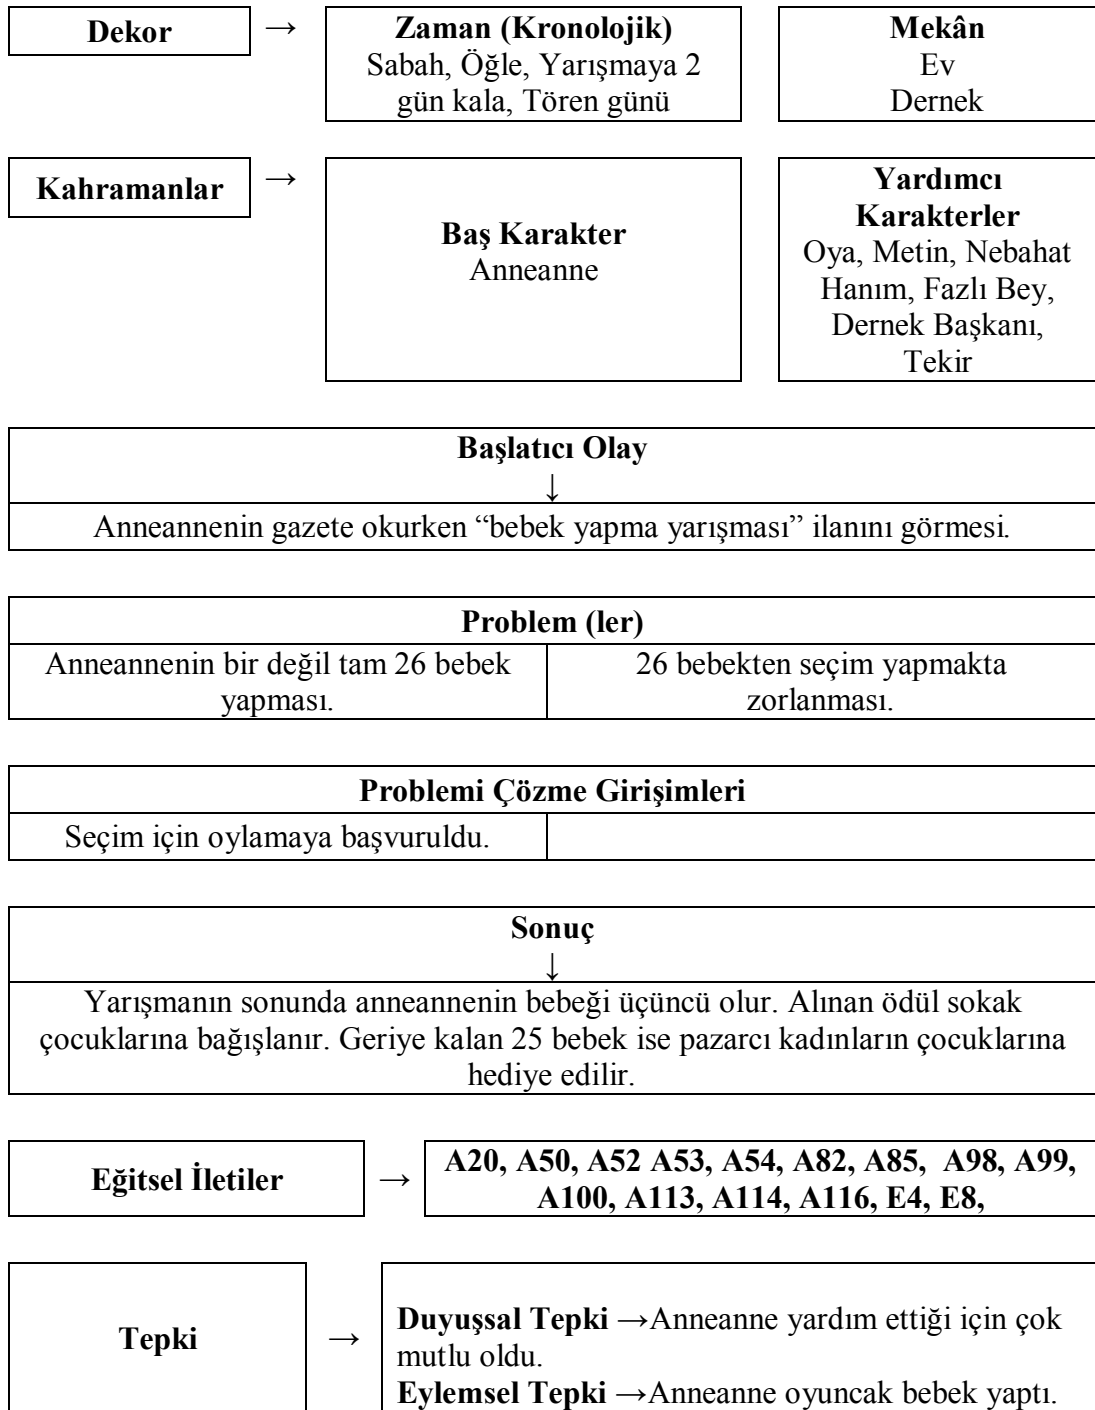 Dekor → Zaman (Kronolojik) Mekân
Sabah, Öğle, Yarışmaya 2 Ev
gün kala, Tören günü Dernek
Kahramanlar →
Baş Karakter
Anneanne
Yardımcı
Karakterler
Oya, Metin, Nebahat
Hanım, Fazlı Bey,
Dernek Başkanı,
Tekir
Başlatıcı Olay
↓
Anneannenin gazete okurken “bebek yapma yarışması” ilanını görmesi.
Problem (ler)
Anneannenin bir değil tam 26 bebek
yapması.
26 bebekten seçim yapmakta
zorlanması.
Problemi Çözme Girişimleri
Seçim için oylamaya başvuruldu.
Sonuç
↓
Yarışmanın sonunda anneannenin bebeği üçüncü olur. Alınan ödül sokak
çocuklarına bağışlanır. Geriye kalan 25 bebek ise pazarcı kadınların çocuklarına
hediye edilir.
Eğitsel İletiler →
A20, A50, A52 A53, A54, A82, A85, A98, A99,
A100, A113, A114, A116, E4, E8,
Tepki →
Duyuşsal Tepki →Anneanne yardım ettiği için çok
mutlu oldu.
Eylemsel Tepki →Anneanne oyuncak bebek yaptı.